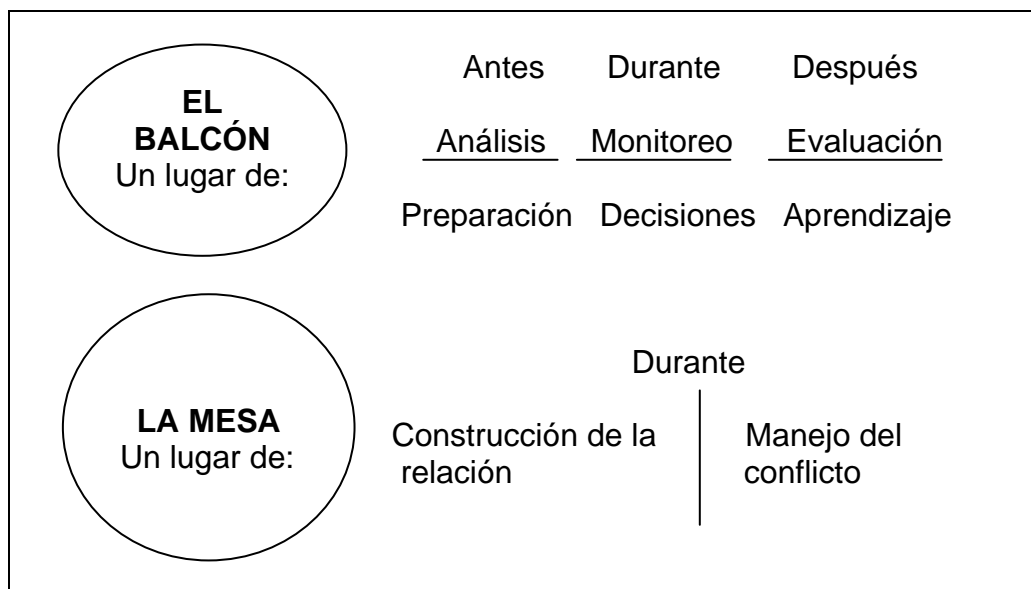 EL
BALCÓN
Un lugar de:
Antes Durante Después
Análisis Monitoreo Evaluación
Preparación Decisiones Aprendizaje
LA MESA
Un lugar de:
Durante
Construcción de la
relación
Manejo del
conflicto